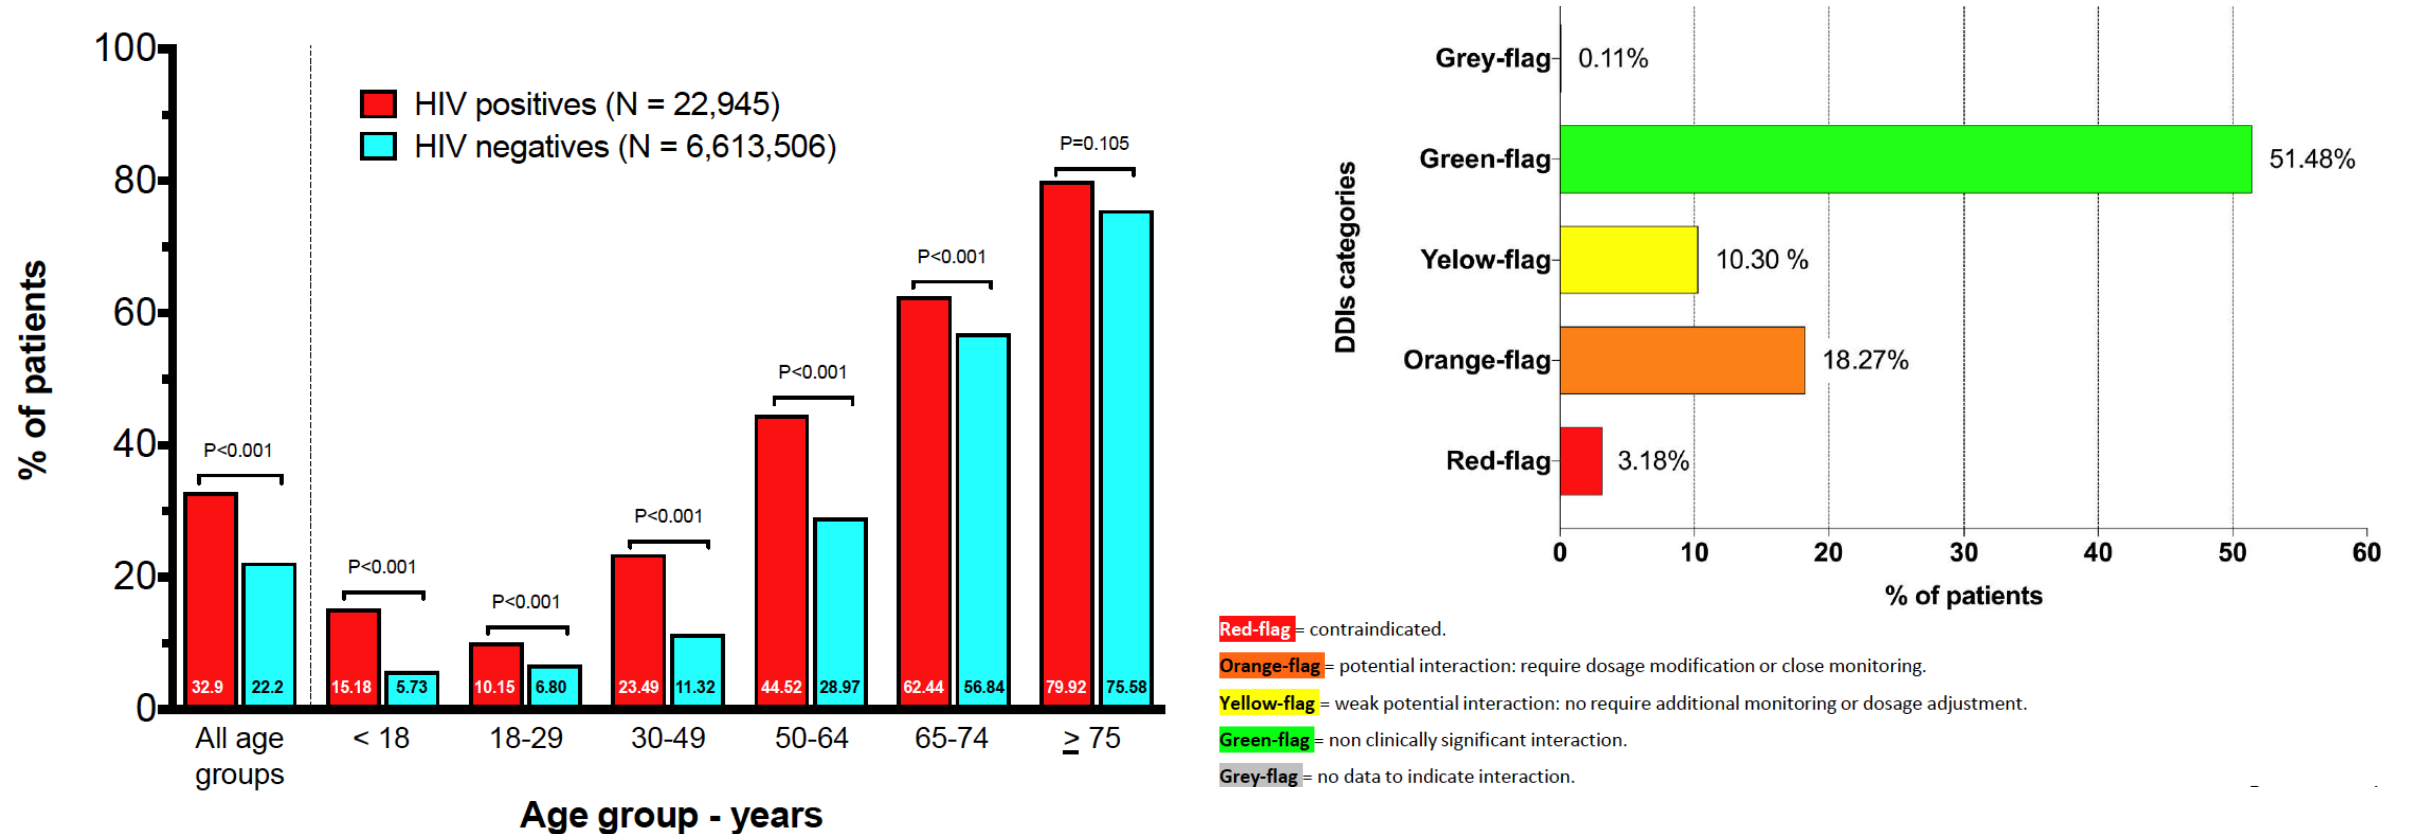 100
80
60
40
20
0
% of patients
HIV positives (N = 22,945)
HIV negatives (N = 6,613,506)
P<0.001
P<0.001
P<0.001
P<0.001
P<0.001
P<0.001
P=0.105
32.9 22.2 15.18 5.73 10.15 6.80 23.49 11.32 44.52 28.97 62.44 56.84 79.92 75.58
All age groups < 18 18-29 30-49 50-64 65-74 ≥ 75
Age group - years
DDIs categories
Grey-flag 0.11%
Green-flag 51.48%
Yelow-flag 10.30 %
Orange-flag 18.27%
Red-flag 3.18%
0 10 20 30 40 50 60
% of patients
Red-flag = contraindicated.
Orange-flag = potential interaction: require dosage modification or close monitoring.
Yellow-flag = weak potential interaction: no require additional monitoring or dosage adjustment.
Green-flag = non clinically significant interaction.
Grey-flag = no data to indicate interaction.